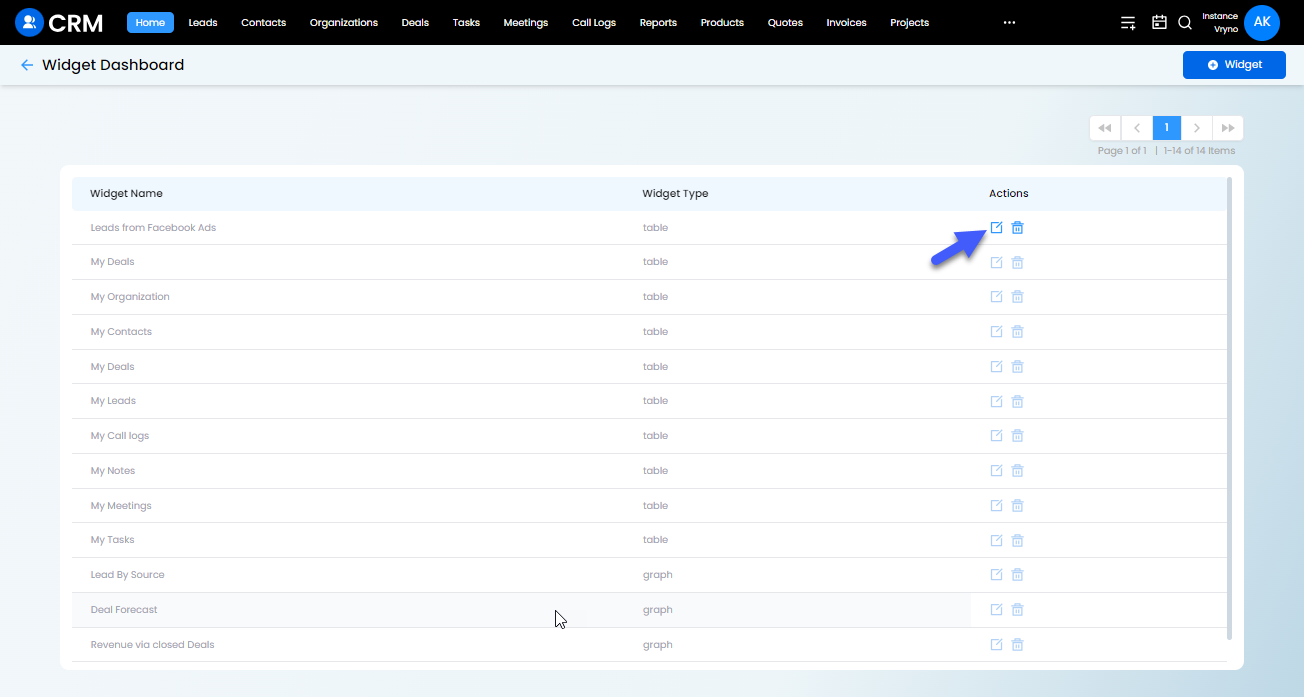 CRM Home Leads Contacts Organizations Deals Tasks Meetings Call Logs Reports Products Quotes Invoices Projects ... Instance
Vryno AK
Widget Dashboard Widget
1
Page 1 of 1 | 1-14 of 14 Items
Widget Name Widget Type Actions
Leads from Facebook Ads table
My Deals table
My Organization table
My Contacts table
My Deals table
My Leads table
My Call logs table
My Notes table
My Meetings table
My Tasks table
Lead By Source graph
Deal Forecast graph
Revenue via closed Deals graph